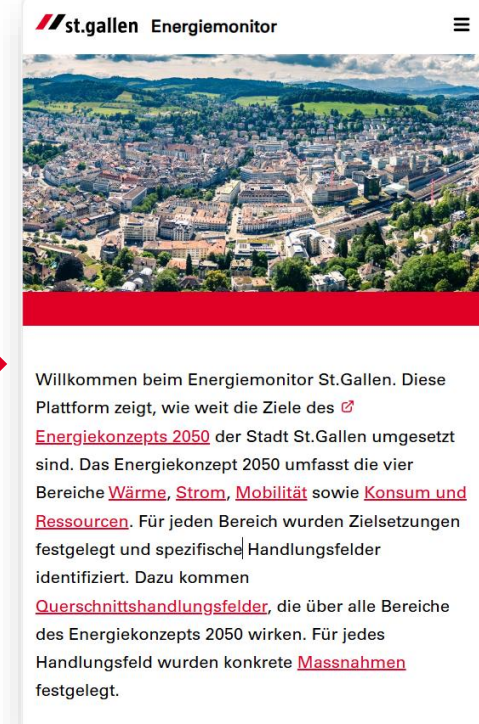 st.gallen Energiemonitor
Willkommen beim Energiemonitor St.Gallen. Diese
Plattform zeigt, wie weit die Ziele des
Energiekonzepts 2050 der Stadt St.Gallen umgesetzt
sind. Das Energiekonzept 2050 umfasst die vier
Bereiche Wärme, Strom, Mobilität sowie Konsum und
Ressourcen. Für jeden Bereich wurden Zielsetzungen
festgelegt und spezifische Handlungsfelder
identifiziert. Dazu kommen
Querschnittshandlungsfelder, die über alle Bereiche
des Energiekonzepts 2050 wirken. Für jedes
Handlungsfeld wurden konkrete Massnahmen
festgelegt.